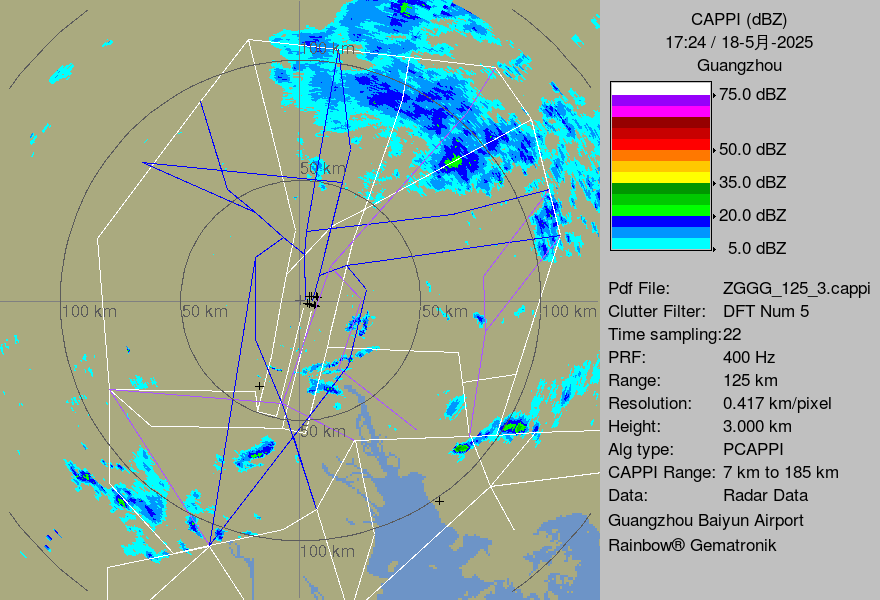 CAPPI (dBZ)
17:24 / 18-5月-2025
Guangzhou
75.0 dBZ
50.0 dBZ
35.0 dBZ
20.0 dBZ
5.0 dBZ
Pdf File: ZGGG_125_3.cappi
Clutter Filter: DFT Num 5
Time sampling:22
PRF: 400 Hz
Range: 125 km
Resolution: 0.417 km/pixel
Height: 3.000 km
Alg type: PCAPPI
CAPPI Range: 7 km to 185 km
Data: Radar Data
Guangzhou Baiyun Airport
Rainbow® Gematronik
100 km
50 km
100 km
50 km
50 km
100 km
50 km
100 km